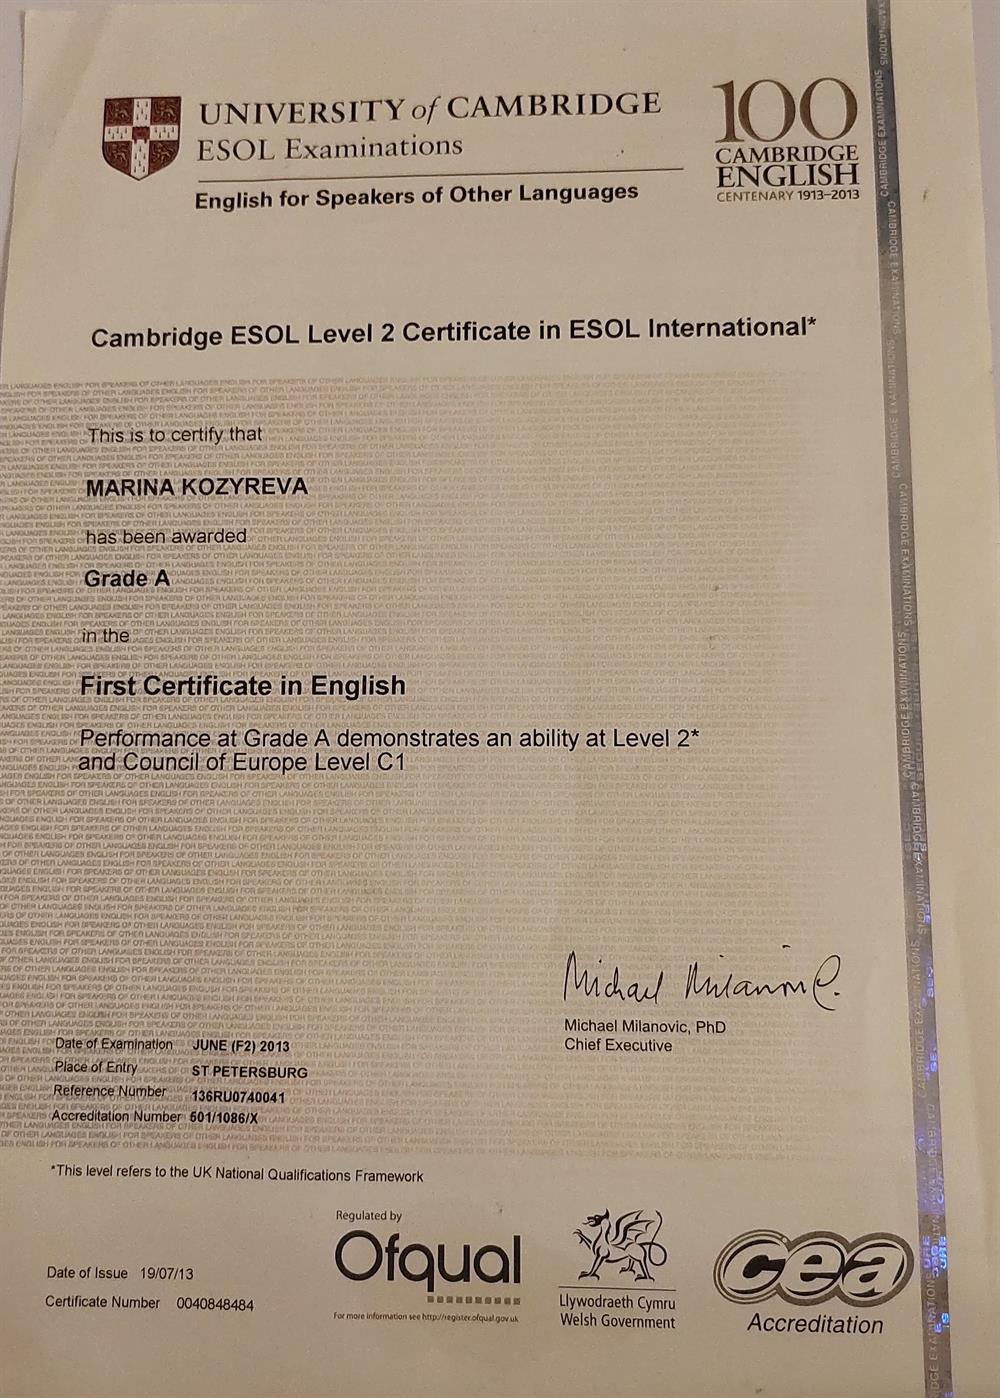 UNIVERSITY of CAMBRIDGE
ESOL Examinations
English for Speakers of Other Languages
100
CAMBRIDGE
ENGLISH
CENTENARY 1913–2013
Cambridge ESOL Level 2 Certificate in ESOL International*
This is to certify that
MARINA KOZYREVA
has been awarded
Grade A
in the
First Certificate in English
Performance at Grade A demonstrates an ability at Level 2*
and Council of Europe Level C1
Michael Milanovic
Michael Milanovic, PhD
Chief Executive
Date of Examination JUNE (F2) 2013
Place of Entry ST PETERSBURG
Reference Number 136RU0740041
Accreditation Number 501/1086/X
*This level refers to the UK National Qualifications Framework
Date of Issue 19/07/13
Certificate Number 0040848484
Regulated by
Ofqual
For more information see http://register.ofqual.gov.uk
Llywodraeth Cymru
Welsh Government
cea
Accreditation
CAMBRIDGE EXAMINATIONS